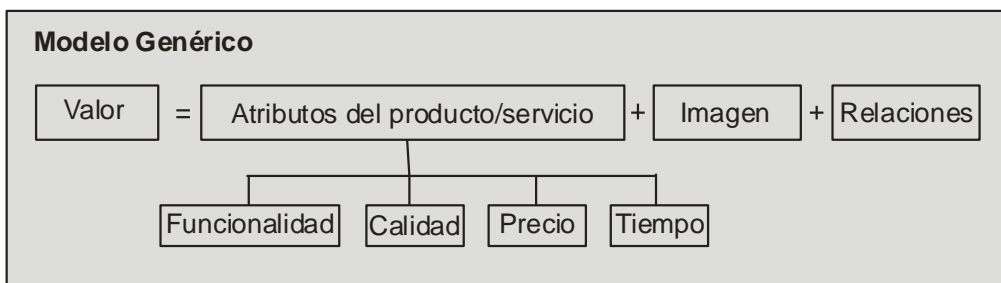 Modelo Genérico
Valor = Atributos del producto/servicio + Imagen + Relaciones
Funcionalidad Calidad Precio Tiempo